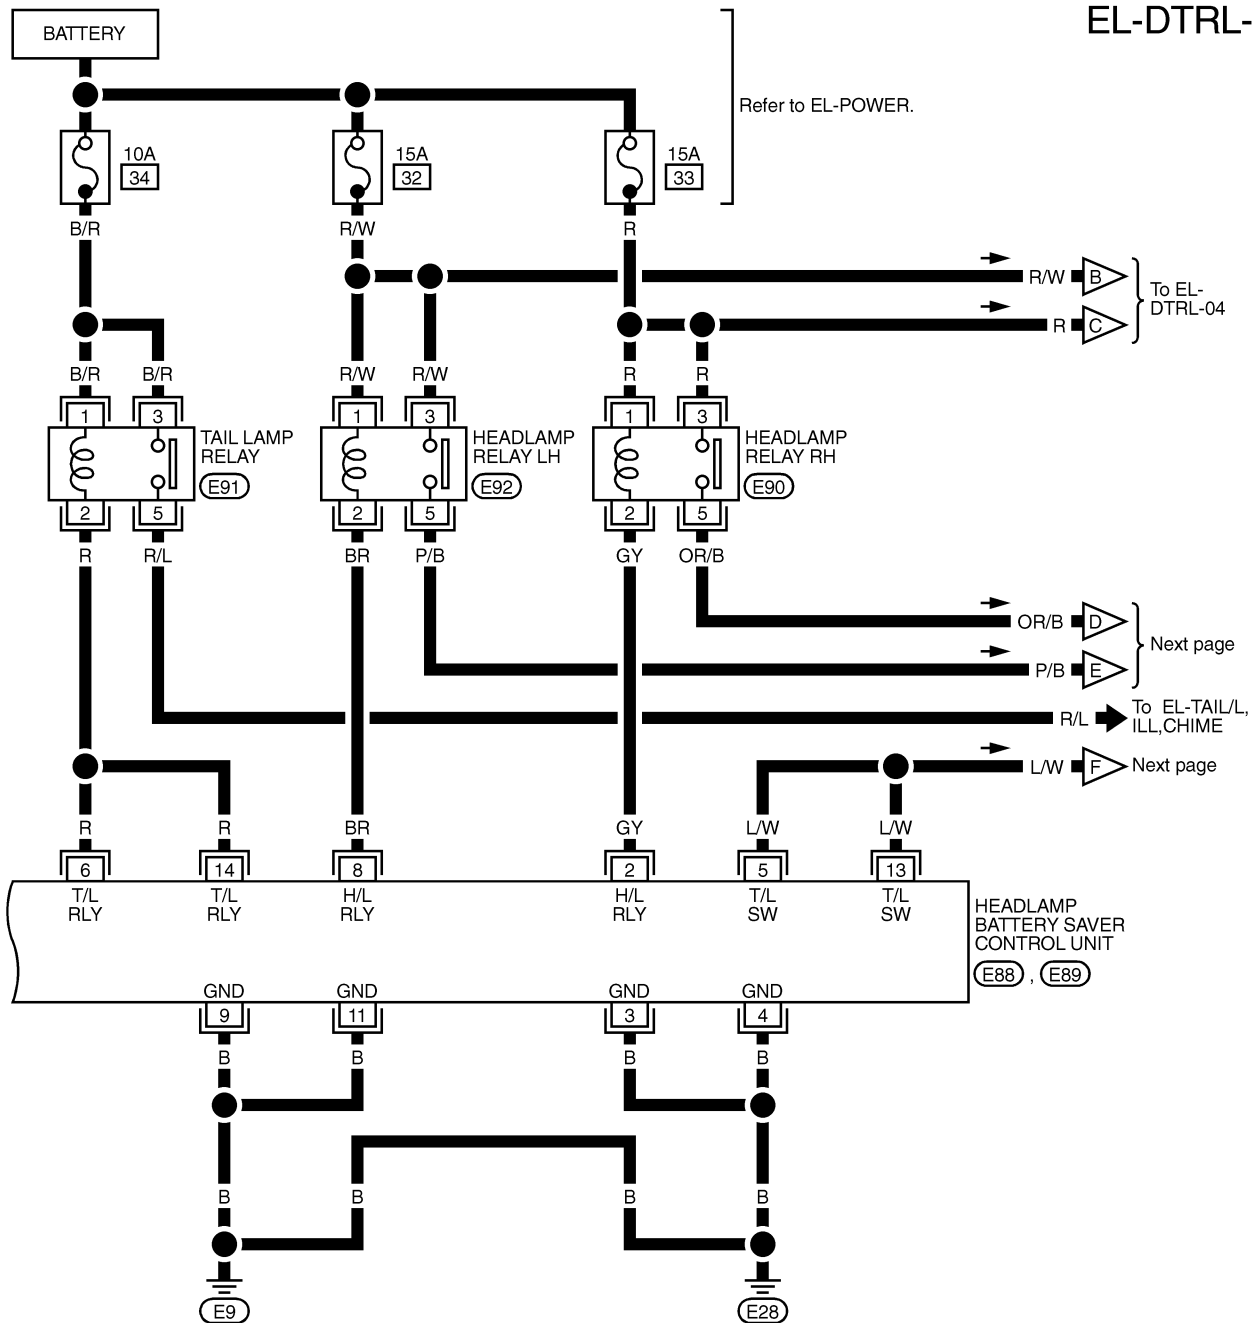 EL-DTRL-
BATTERY
Refer to EL-POWER.
10A
34
15A
32
15A
33
B/R
R/W
R
R/W
B
R
C
To EL-
DTRL-04
B/R
B/R
R/W
R/W
R
R
1
3
1
3
1
3
TAIL LAMP
RELAY
E91
HEADLAMP
RELAY LH
E92
HEADLAMP
RELAY RH
E90
2
5
2
5
2
5
R
R/L
BR
P/B
GY
OR/B
OR/B
D
P/B
E
Next page
R/L
To EL-TAIL/L,
ILL,CHIME
L/W
F
Next page
R
R
BR
GY
L/W
L/W
6
14
8
2
5
13
T/L
RLY
T/L
RLY
H/L
RLY
H/L
RLY
T/L
SW
T/L
SW
HEADLAMP
BATTERY SAVER
CONTROL UNIT
E88 , E89
GND
GND
GND
GND
9
11
3
4
B
B
B
B
B
B
B
B
E9
E28